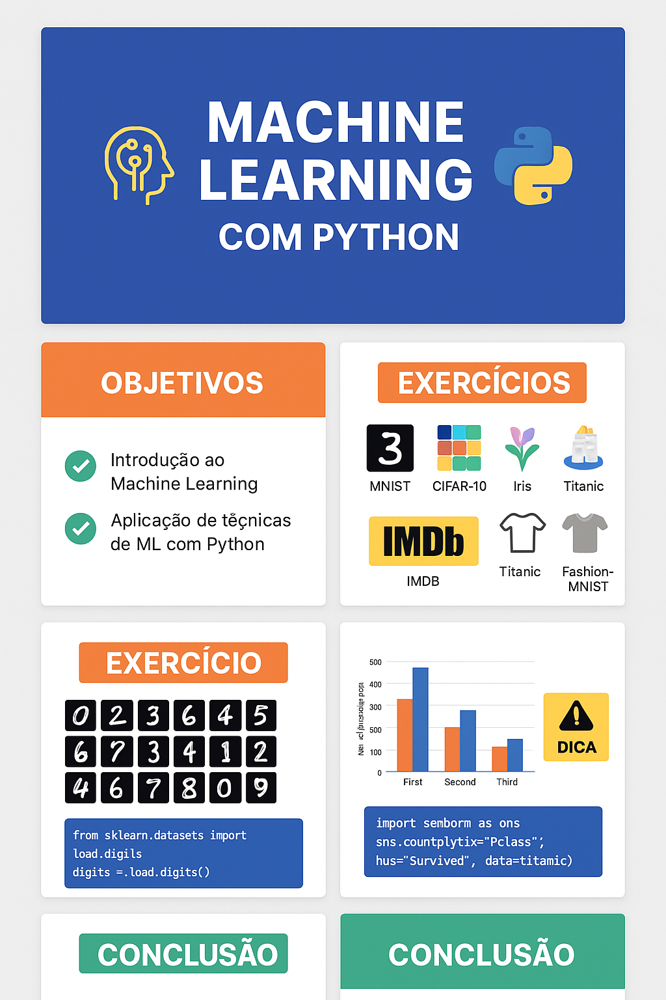 MACHINE
LEARNING
COM PYTHON
OBJETIVOS
Introdução ao
Machine Learning
Aplicação de técnicas
de ML com Python
EXERCÍCIOS
3
MNIST
CIFAR-10
Iris
Titanic
IMDb
IMDB
Titanic
Fashion-
MNIST
EXERCÍCIO
0 2 3 6 4 5
6 7 3 4 1 2
4 6 7 8 0 9
from sklearn.datasets import
load.digils
digits =.load.digits()
500
400
300
500
100
0
First Second Third
DICA
import semborm as ons
sns.countplytix="Pclass",
hus="Survived", data=titamic)
CONCLUSÃO
CONCLUSÃO